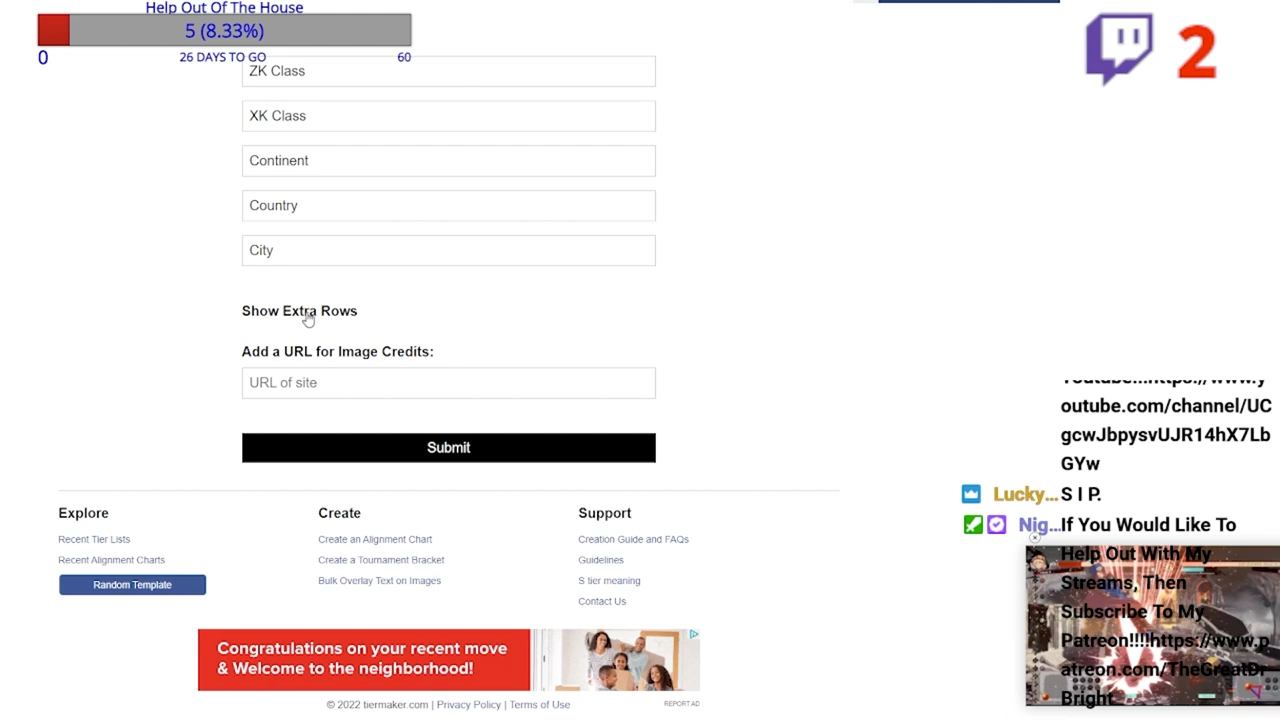 Help Out Of The House
5 (8.33%)
0
26 DAYS TO GO
60
2
ZK Class
XK Class
Continent
Country
City
Show Extra Rows
Add a URL for Image Credits:
URL of site
Submit
Explore
Create
Support
Recent Tier Lists
Create an Alignment Chart
Creation Guide and FAQs
Recent Alignment Charts
Create a Tournament Bracket
Guidelines
Random Template
Bulk Overlay Text on Images
S tier meaning
Contact Us
Congratulations on your recent move
& Welcome to the neighborhood!
© 2022 tiermaker.com | Privacy Policy | Terms of Use
REPORT AD
Youtube!!!https://www.y
outube.com/channel/UC
gcwJbpysvUJR14hX7Lb
GYw
Lucky... S I P.
Nig... If You Would Like To
Help Out With My
Streams, Then
Subscribe To My
Patreon!!!!https://www.p
atreon.com/TheGreatDr
Bright